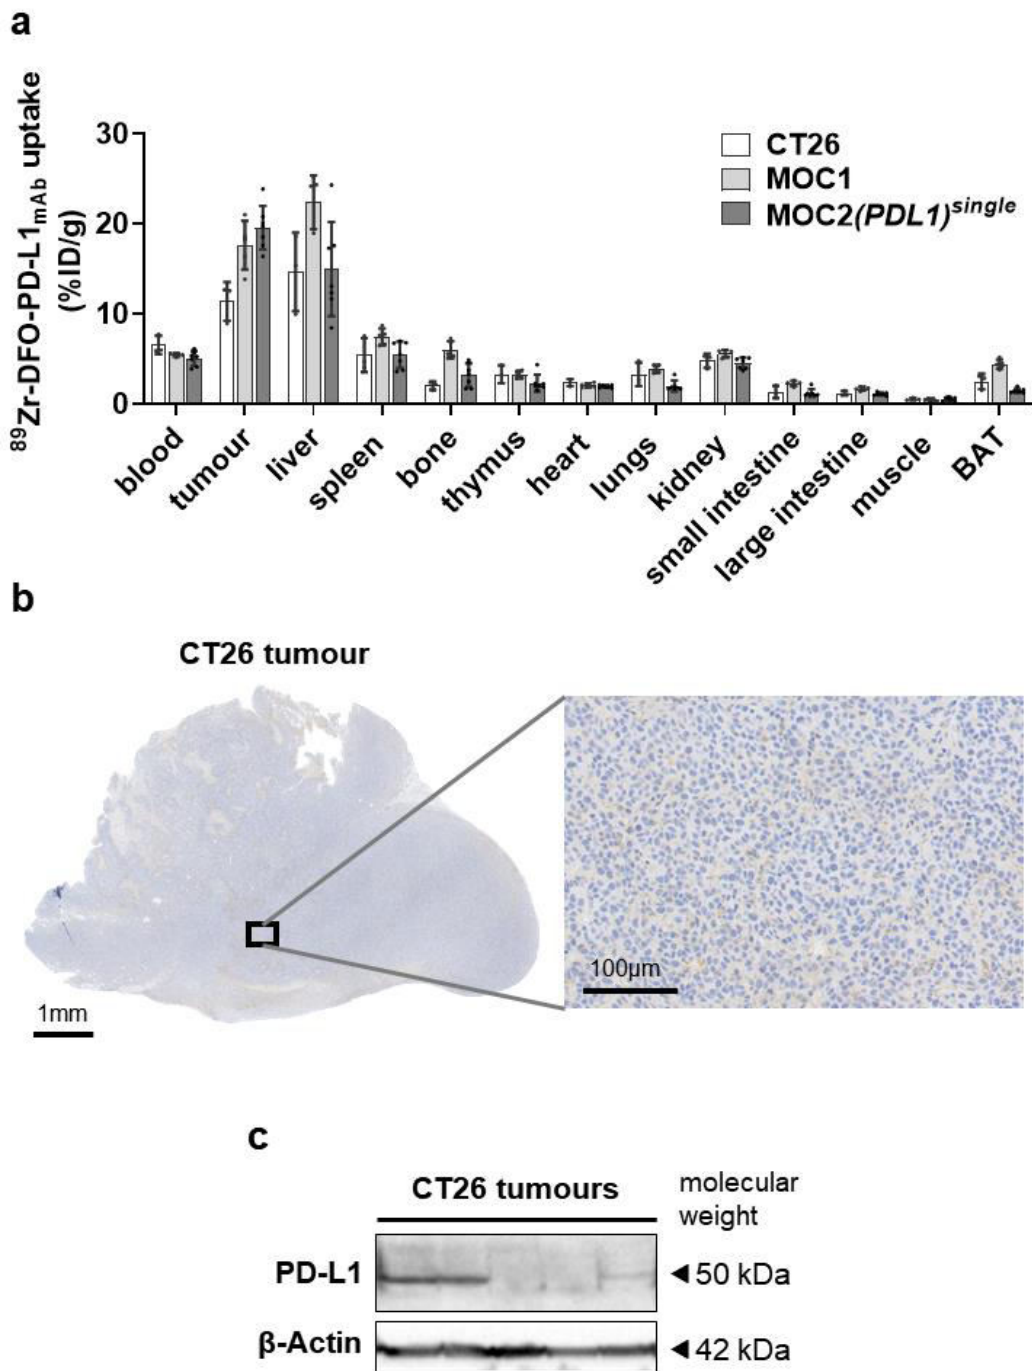 a
⁸⁹Zr-DFO-PD-L1mAb uptake
(%ID/g)
30
20
10
0
CT26
MOC1
MOC2(PDL1)ˢⁱⁿᵍˡᵉ
blood
tumour
liver
spleen
bone
thymus
heart
lungs
kidney
small intestine
large intestine
muscle
BAT
b
CT26 tumour
1mm
100µm
c
CT26 tumours
molecular
weight
PD-L1
◄50 kDa
β-Actin
◄42 kDa